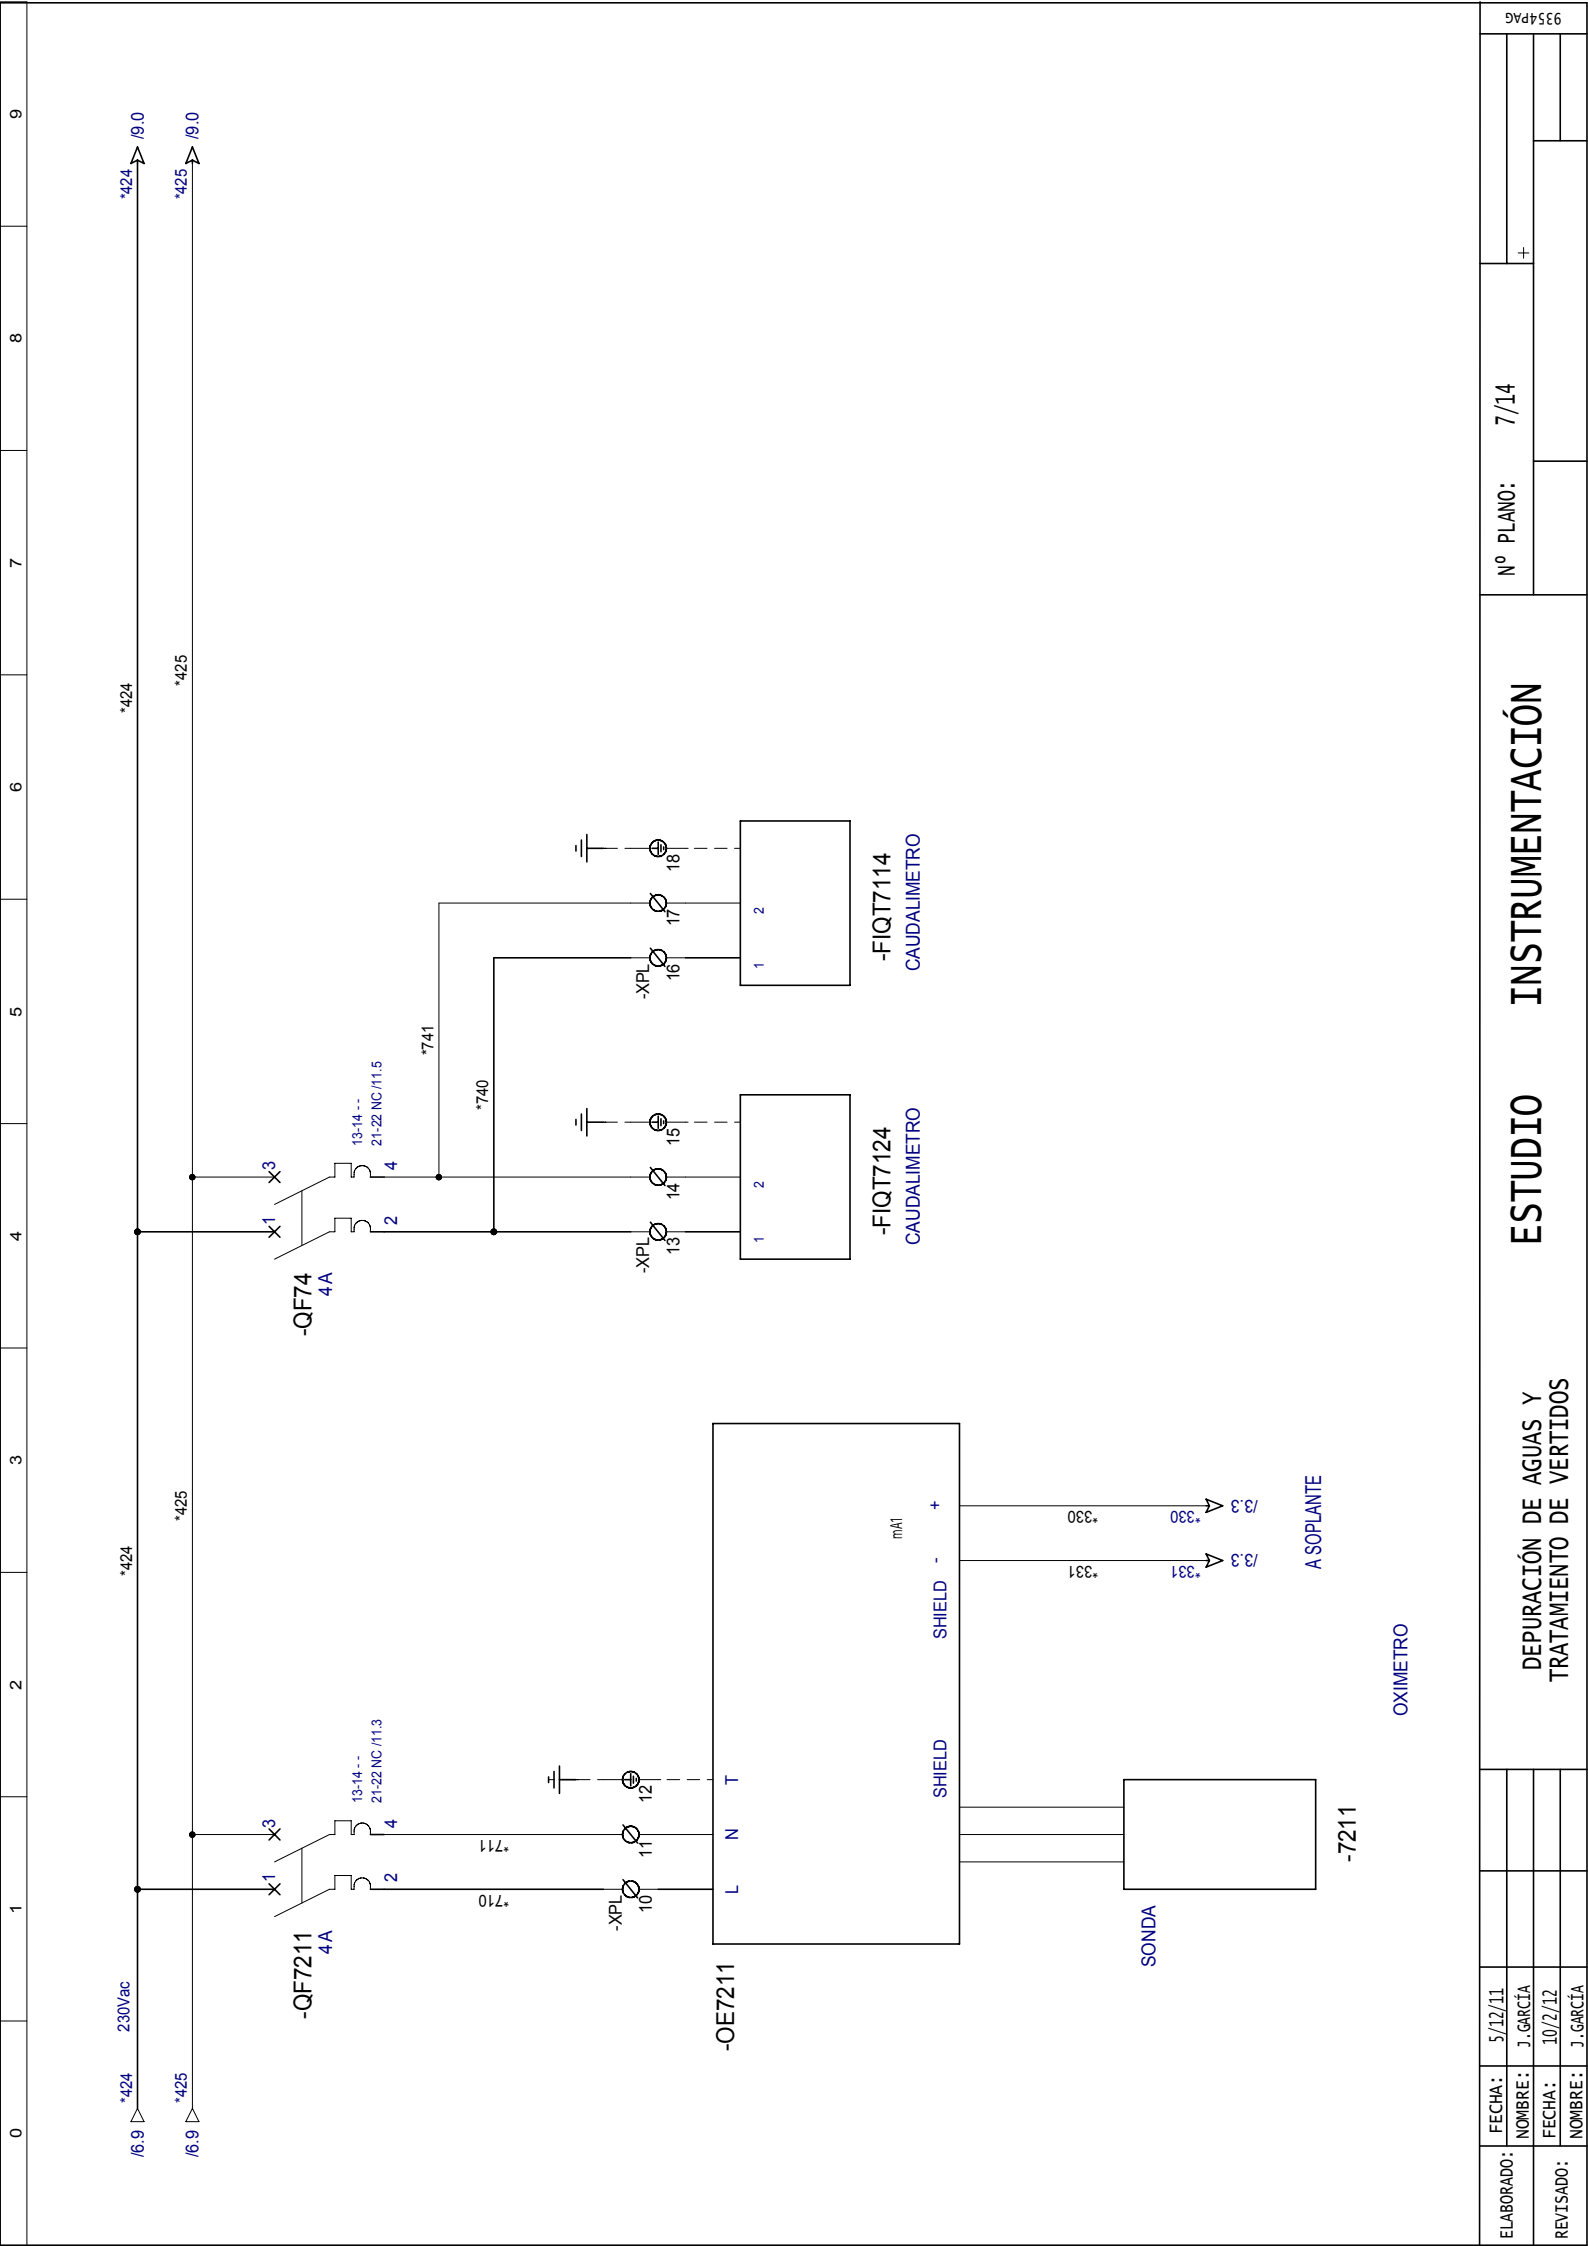 0 1 2 3 4 5 6 7 8 9
/6.9 *424 230Vac *424 *424 *424 /9.0
/6.9 *425 *425 *425 *425 /9.0
-QF7211
4 A
1 3
2 4
13-14 - -
21-22 NC /11.3
-QF74
4 A
1 3
2 4
13-14 - -
21-22 NC /11.5
*741
*740
*710 *711
-XPL
10 11 12
-XPL
13 14 15
-XPL
16 17 18
-OE7211
L N T
mA1
SHIELD SHIELD - +
1 2
-FIQT7124
CAUDALIMETRO
1 2
-FIQT7114
CAUDALIMETRO
*331 *330
*331 *330
/3.3 /3.3
A SOPLANTE
SONDA
-7211
OXIMETRO
ELABORADO:
FECHA: 5/12/11
NOMBRE: J.GARCÍA
REVISADO:
FECHA: 10/2/12
NOMBRE: J.GARCÍA
DEPURACIÓN DE AGUAS Y
TRATAMIENTO DE VERTIDOS
ESTUDIO INSTRUMENTACIÓN
Nº PLANO: 7/14
+
9354PAG